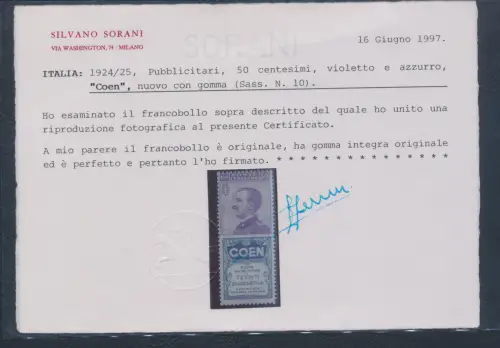 SILVANO SORANI
VIA WASHINGTON, 74 - MILANO
16 Giugno 1997.
ITALIA: 1924/25, Pubblicitari, 50 centesimi, violetto e azzurro,
"Coen", nuovo con gomma (Sass. N. 10).
Ho esaminato il francobollo sopra descritto del quale ho unito una
riproduzione fotografica al presente Certificato.
A mio parere il francobollo è originale, ha gomma integra originale
ed è perfetto e pertanto l'ho firmato. * * * * * * * * * * * * * * *
COEN